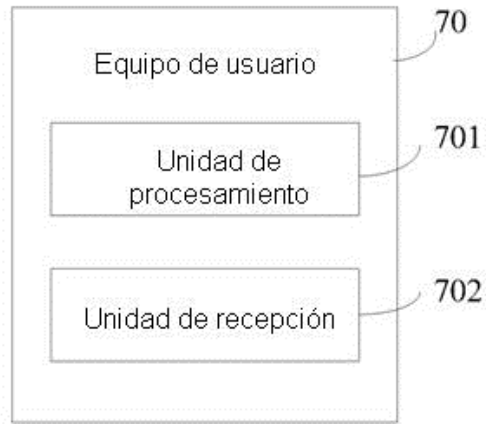 70
Equipo de usuario
701
Unidad de
procesamiento
702
Unidad de recepción